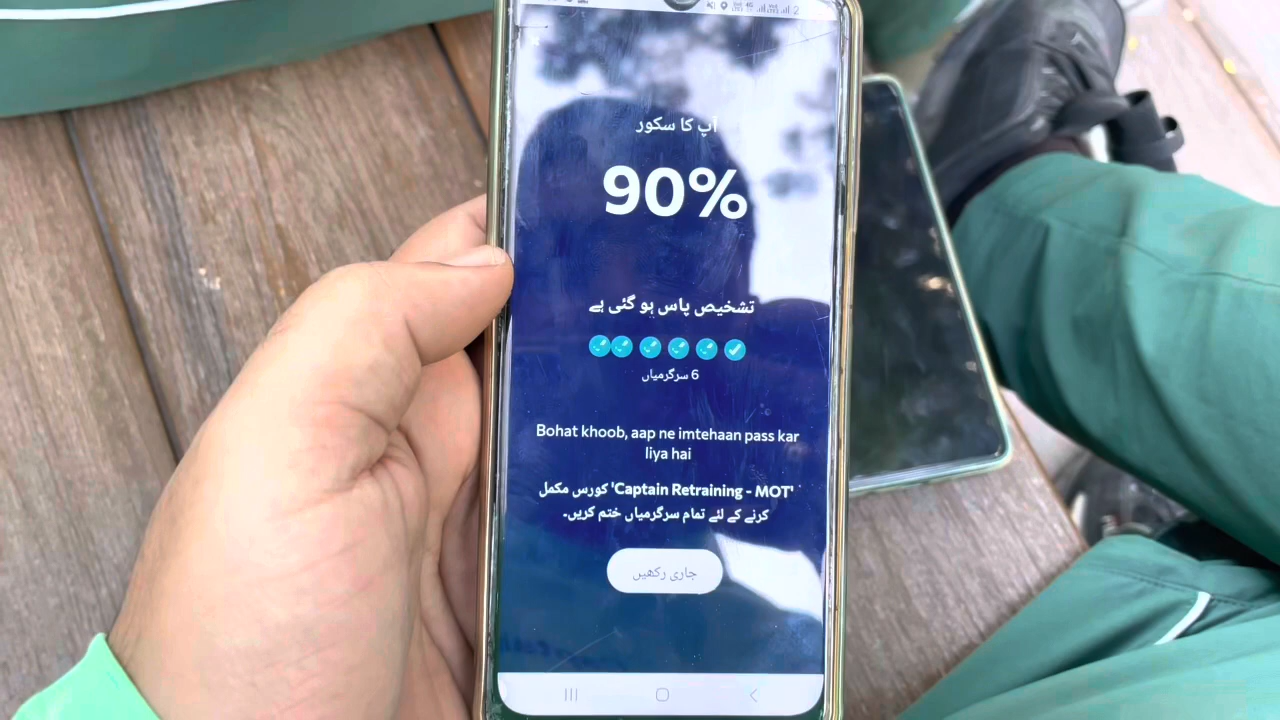 آپ کا سکور
90%
تشخیص پاس ہو گئی ہے
6 سرگرمیاں
Bohat khoob, aap ne imtehaan pass kar
liya hai
'Captain Retraining - MOT' کورس مکمل
کرنے کے لئے تمام سرگرمیاں ختم کریں۔
جاری رکھیں